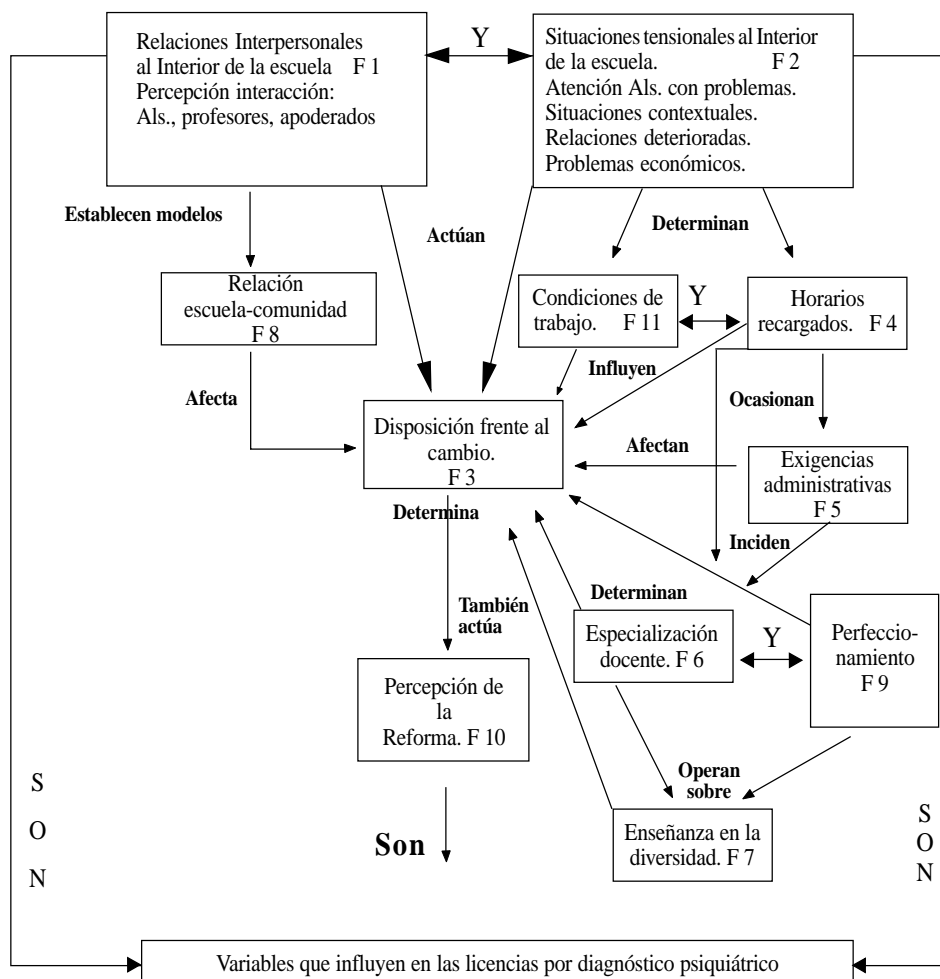 Relaciones Interpersonales
al Interior de la escuela F 1
Percepción interacción:
Als., profesores, apoderados
Y
Situaciones tensionales al Interior
de la escuela. F 2
Atención Als. con problemas.
Situaciones contextuales.
Relaciones deterioradas.
Problemas económicos.
Establecen modelos
Actúan
Determinan
Relación
escuela-comunidad
F 8
Condiciones de
trabajo. F 11
Y
Horarios
recargados. F 4
Influyen
Afecta
Ocasionan
Disposición frente al
cambio.
F 3
Afectan
Exigencias
administrativas
F 5
Determina
Inciden
También
actúa
Determinan
Especialización
docente. F 6
Y
Perfeccio-
namiento
F 9
Percepción de
la
Reforma. F 10
Operan
sobre
Enseñanza en la
diversidad. F 7
Son
S
O
N
S
O
N
Variables que influyen en las licencias por diagnóstico psiquiátrico